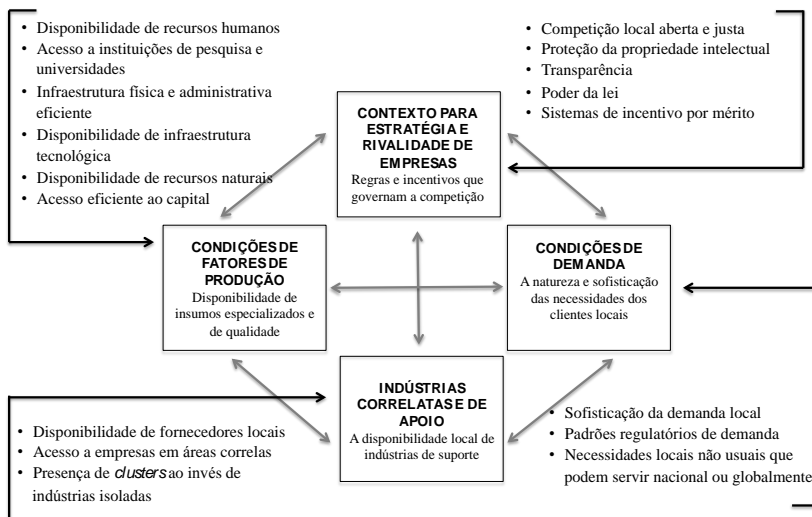 • Disponibilidade de recursos humanos
• Acesso a instituições de pesquisa e
universidades
• Infraestrutura física e administrativa
eficiente
• Disponibilidade de infraestrutura
tecnológica
• Disponibilidade de recursos naturais
• Acesso eficiente ao capital
• Competição local aberta e justa
• Proteção da propriedade intelectual
• Transparência
• Poder da lei
• Sistemas de incentivo por mérito
CONTEXTO PARA
ESTRATÉGIA E
RIVALIDADE DE
EMPRESAS
Regras e incentivos que
governam a competição
CONDIÇÕES DE
FATORES DE
PRODUÇÃO
Disponibilidade de
insumos especializados e
de qualidade
CONDIÇÕES DE
DEMANDA
A natureza e sofisticação
das necessidades dos
clientes locais
INDÚSTRIAS
CORRELATAS E DE
APOIO
A disponibilidade local de
indústrias de suporte
• Disponibilidade de fornecedores locais
• Acesso a empresas em áreas correlas
• Presença de clusters ao invés de
indústrias isoladas
• Sofisticação da demanda local
• Padrões regulatórios de demanda
• Necessidades locais não usuais que
podem servir nacional ou globalmente